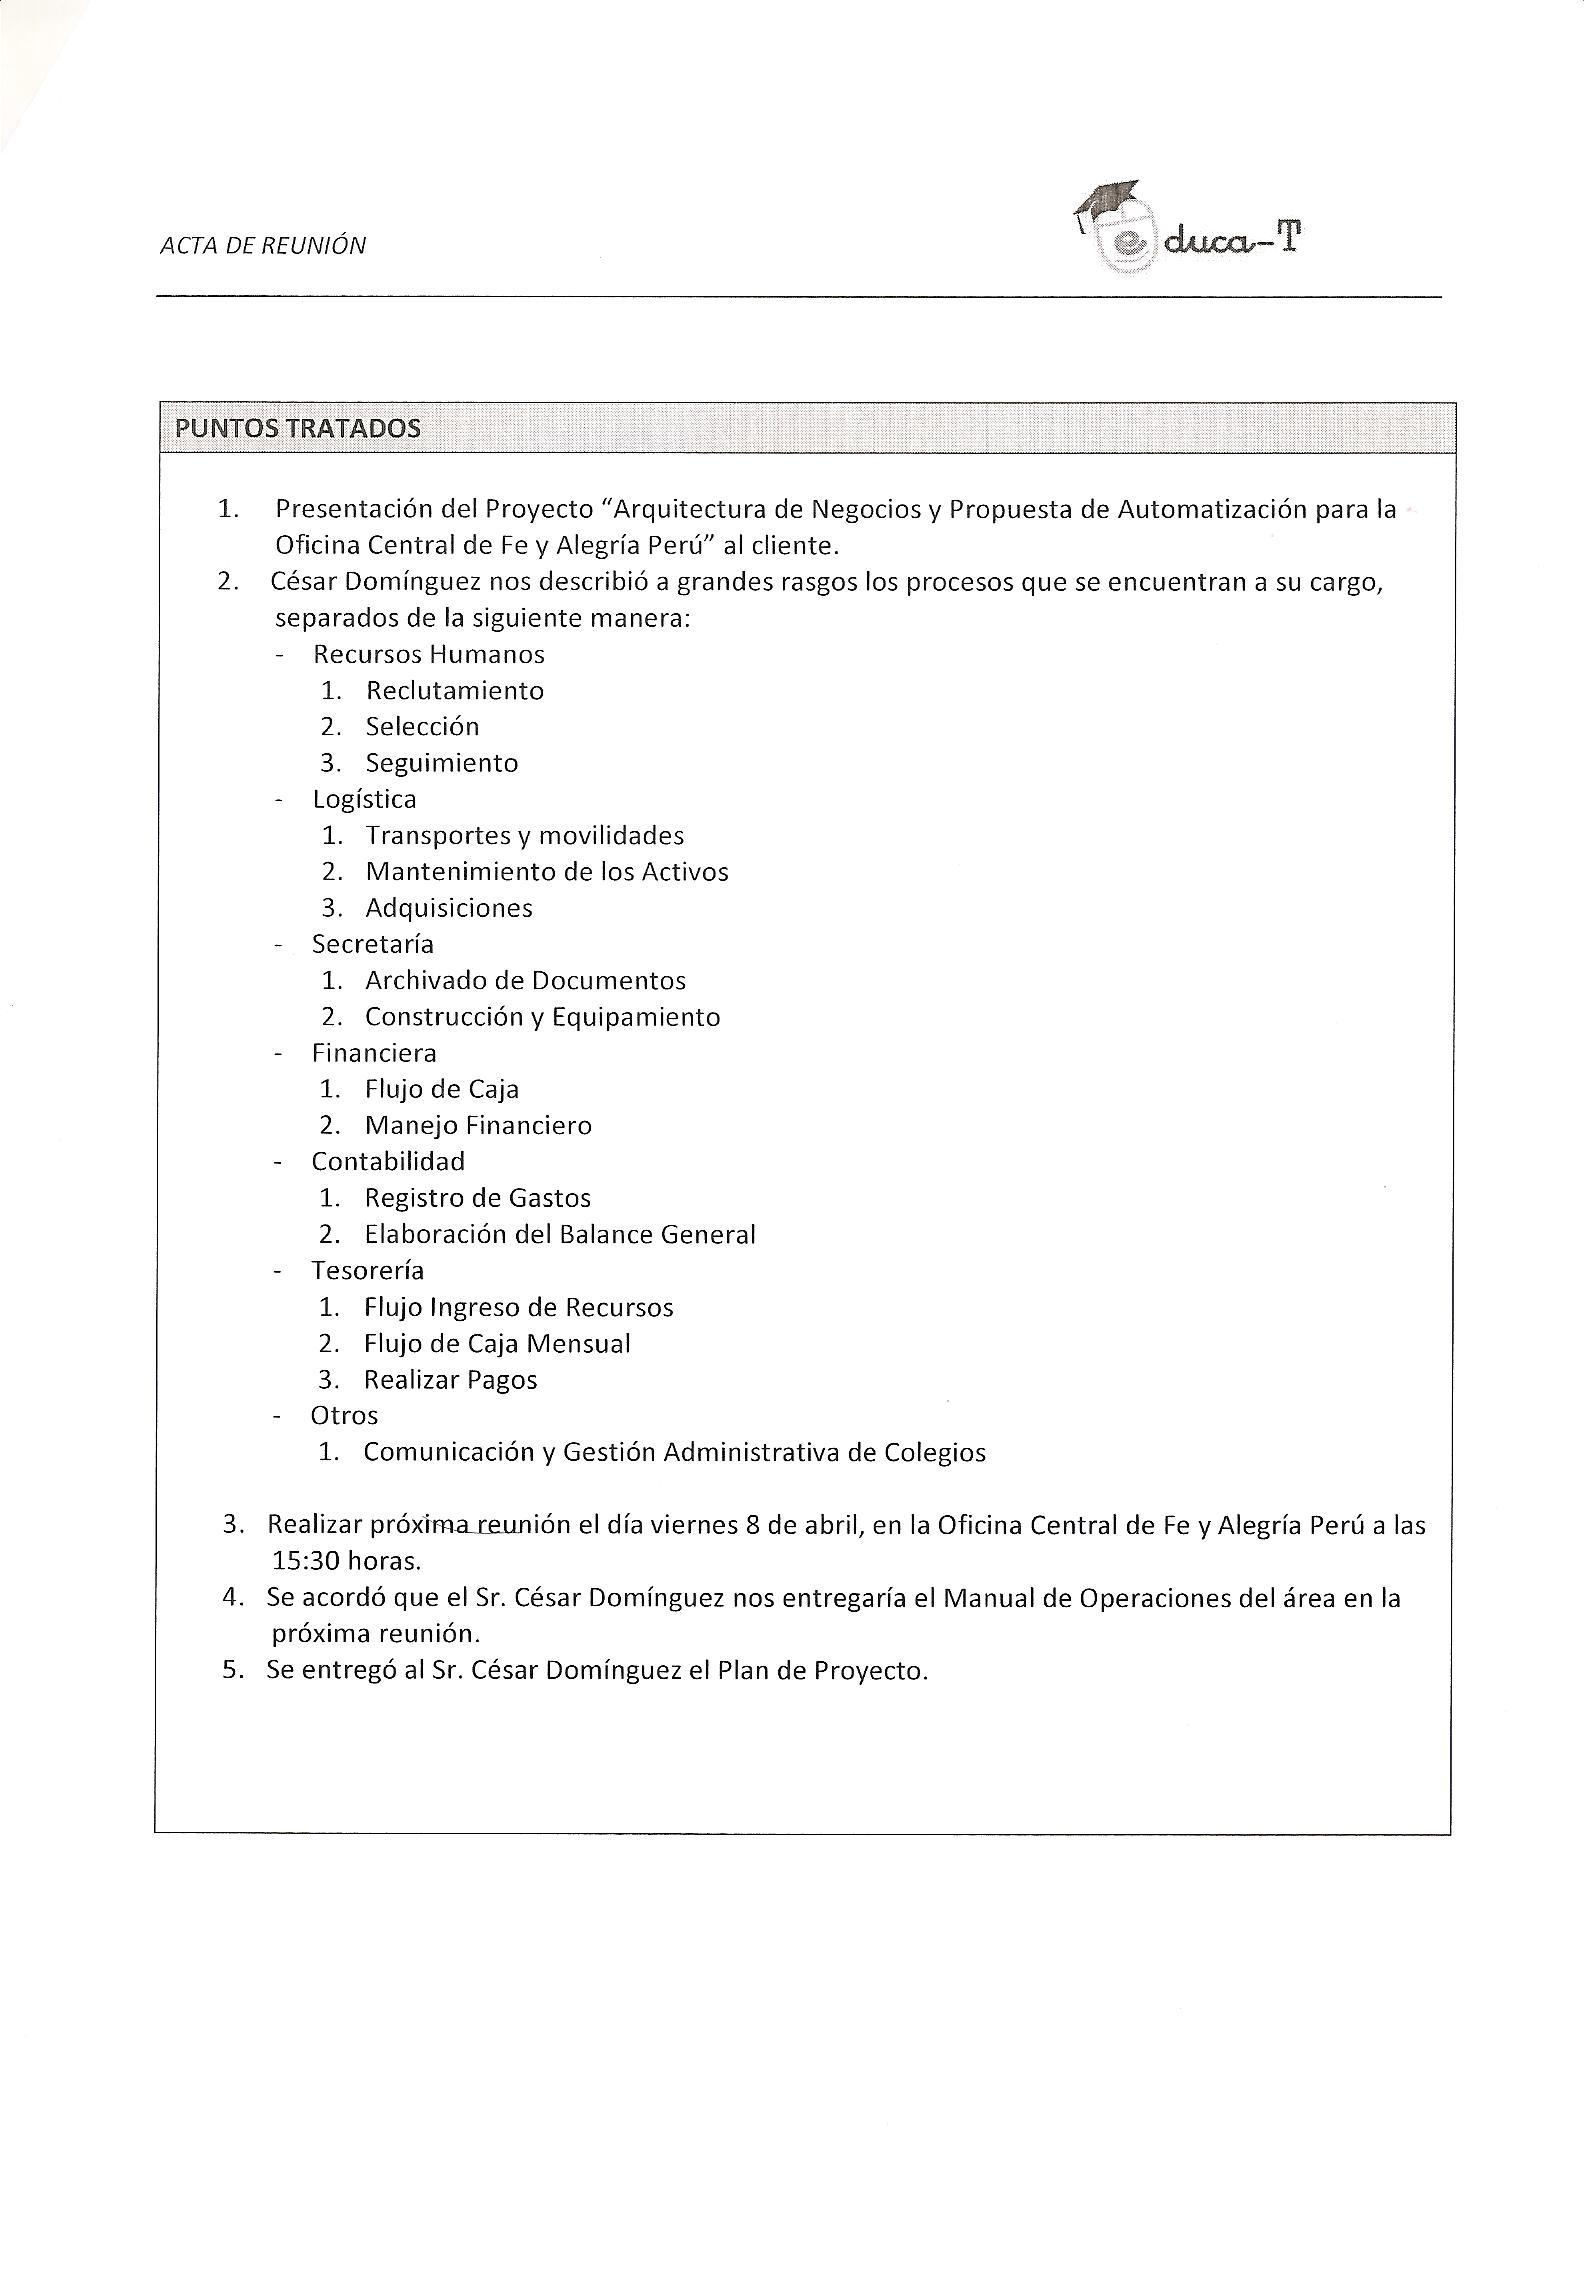 ACTA DE REUNIÓN
e duca-T
PUNTOS TRATADOS
1. Presentación del Proyecto "Arquitectura de Negocios y Propuesta de Automatización para la
Oficina Central de Fe y Alegría Perú" al cliente.
2. César Domínguez nos describió a grandes rasgos los procesos que se encuentran a su cargo,
separados de la siguiente manera:
- Recursos Humanos
1. Reclutamiento
2. Selección
3. Seguimiento
- Logística
1. Transportes y movilidades
2. Mantenimiento de los Activos
3. Adquisiciones
- Secretaría
1. Archivado de Documentos
2. Construcción y Equipamiento
- Financiera
1. Flujo de Caja
2. Manejo Financiero
- Contabilidad
1. Registro de Gastos
2. Elaboración del Balance General
- Tesorería
1. Flujo Ingreso de Recursos
2. Flujo de Caja Mensual
3. Realizar Pagos
- Otros
1. Comunicación y Gestión Administrativa de Colegios
3. Realizar próxima reunión el día viernes 8 de abril, en la Oficina Central de Fe y Alegría Perú a las
15:30 horas.
4. Se acordó que el Sr. César Domínguez nos entregaría el Manual de Operaciones del área en la
próxima reunión.
5. Se entregó al Sr. César Domínguez el Plan de Proyecto.